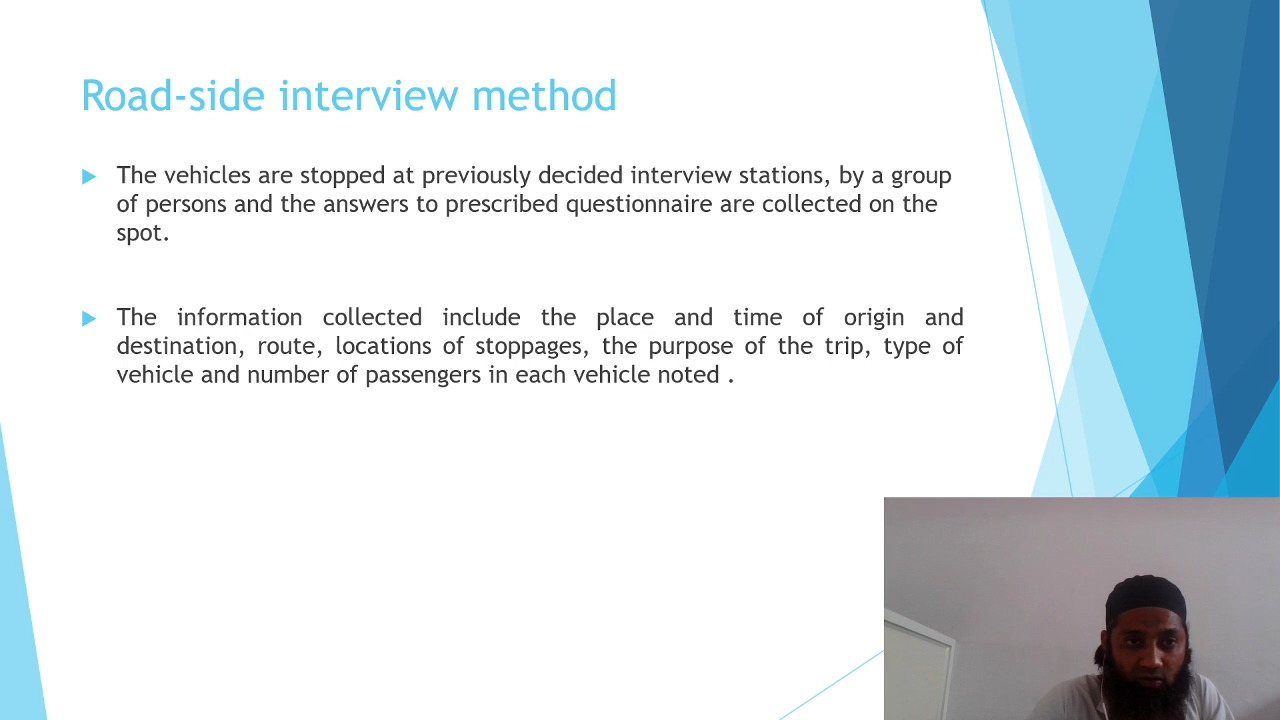 Road-side interview method
The vehicles are stopped at previously decided interview stations, by a group
of persons and the answers to prescribed questionnaire are collected on the
spot.
The information collected include the place and time of origin and
destination, route, locations of stoppages, the purpose of the trip, type of
vehicle and number of passengers in each vehicle noted .